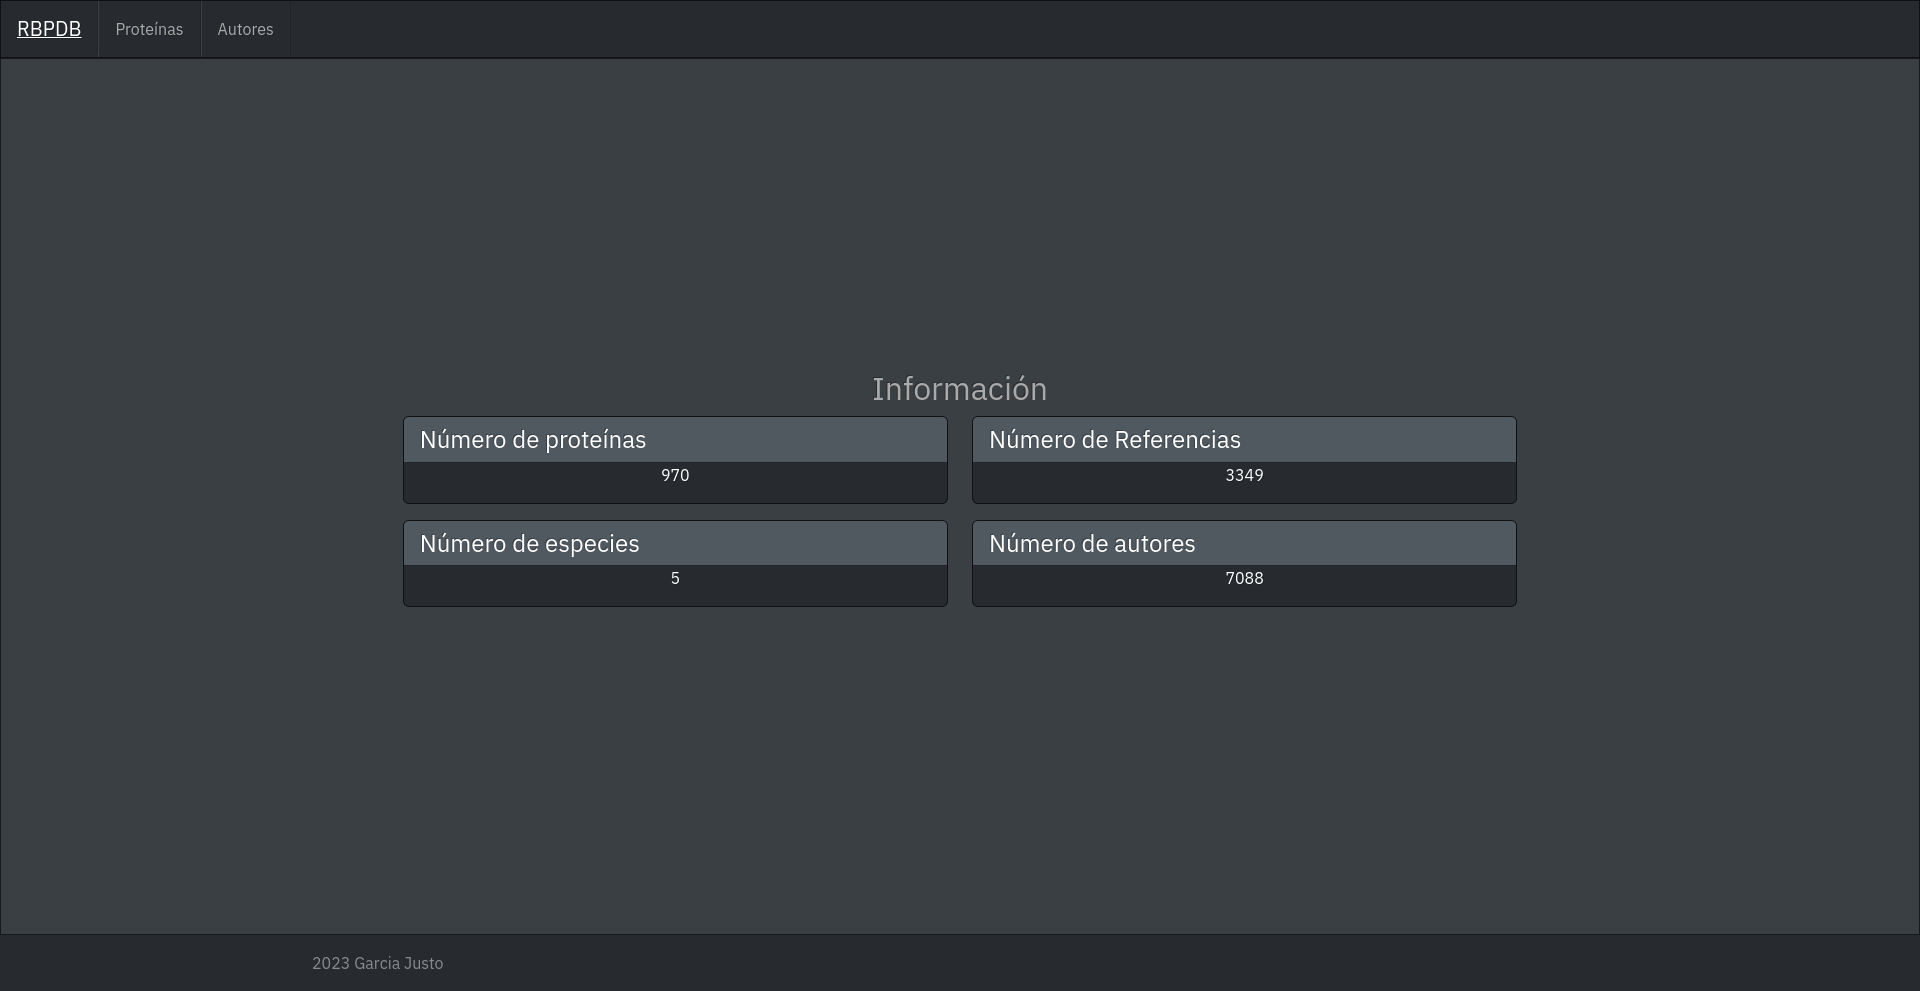 RBPDB Proteínas Autores
Información
Número de proteínas
970
Número de Referencias
3349
Número de especies
5
Número de autores
7088
2023 Garcia Justo